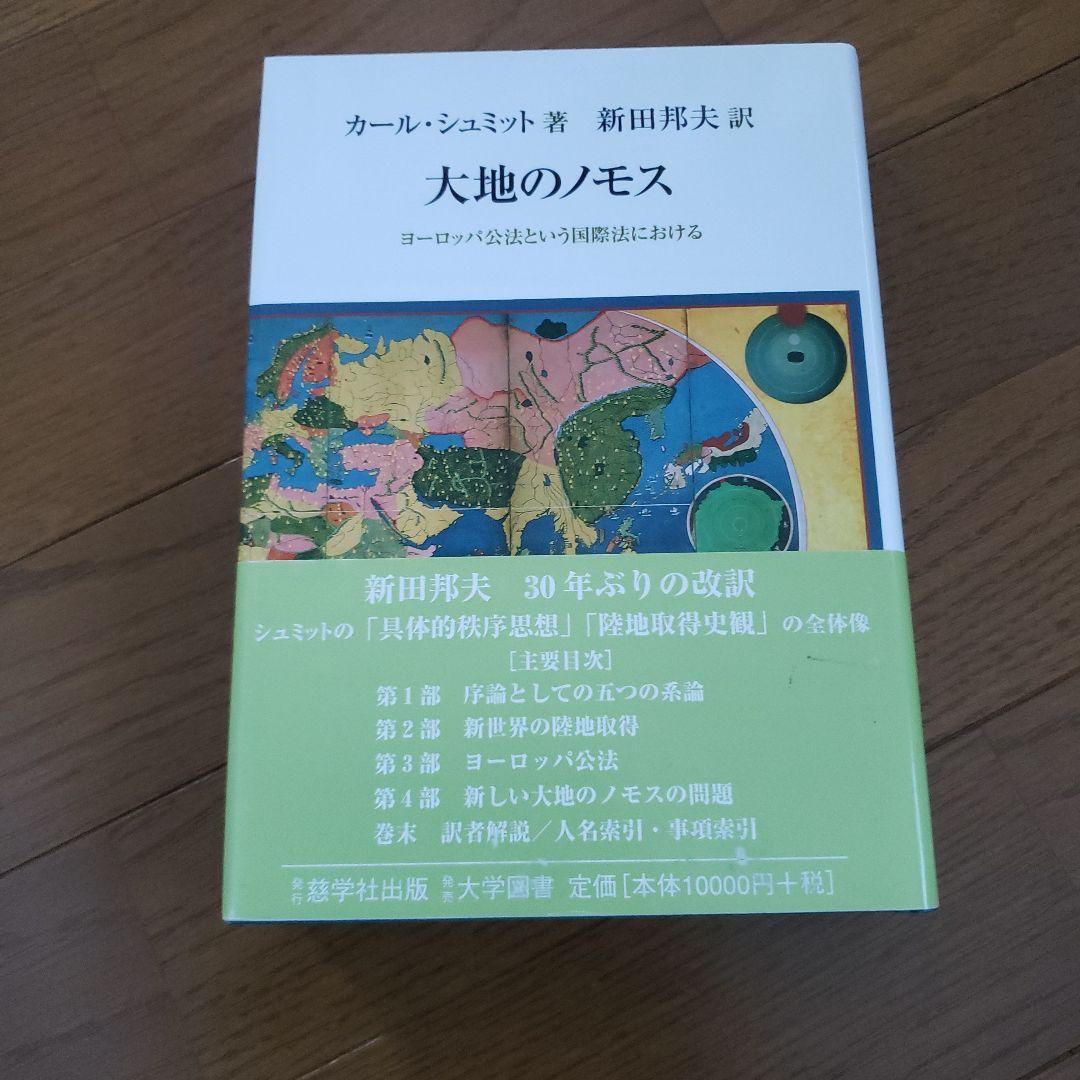 カール・シュミット 著　新田邦夫 訳
大地のノモス
ヨーロッパ公法という国際法における
新田邦夫　30年ぶりの改訳
シュミットの「具体的秩序思想」「陸地取得史観」の全体像
[主要目次]
第1部　序論としての五つの系論
第2部　新世界の陸地取得
第3部　ヨーロッパ公法
第4部　新しい大地のノモスの問題
巻末　訳者解説／人名索引・事項索引
発行 慈学社出版　発売 大学図書　定価[本体10000円＋税]